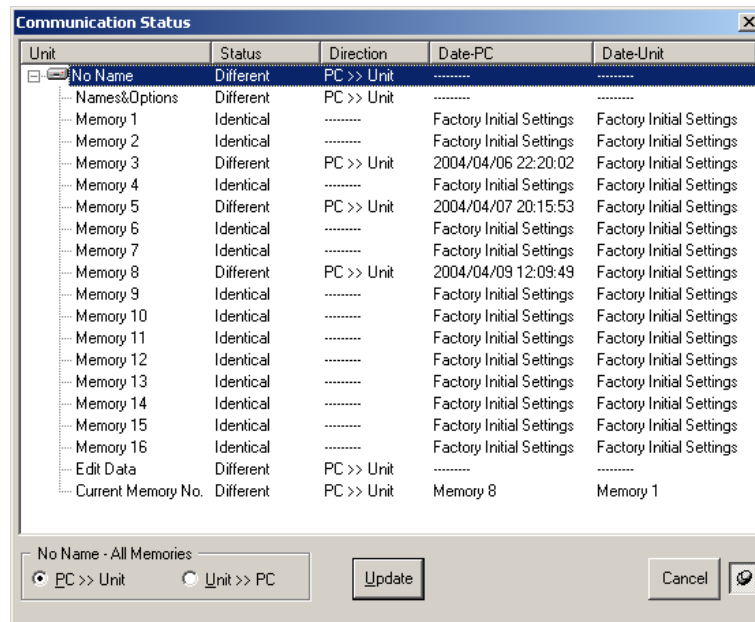 Communication Status
Unit Status Direction Date-PC Date-Unit
No Name Different PC >> Unit --------- ---------
Names&Options Different PC >> Unit --------- ---------
Memory 1 Identical --------- Factory Initial Settings Factory Initial Settings
Memory 2 Identical --------- Factory Initial Settings Factory Initial Settings
Memory 3 Different PC >> Unit 2004/04/06 22:20:02 Factory Initial Settings
Memory 4 Identical --------- Factory Initial Settings Factory Initial Settings
Memory 5 Different PC >> Unit 2004/04/07 20:15:53 Factory Initial Settings
Memory 6 Identical --------- Factory Initial Settings Factory Initial Settings
Memory 7 Identical --------- Factory Initial Settings Factory Initial Settings
Memory 8 Different PC >> Unit 2004/04/09 12:09:49 Factory Initial Settings
Memory 9 Identical --------- Factory Initial Settings Factory Initial Settings
Memory 10 Identical --------- Factory Initial Settings Factory Initial Settings
Memory 11 Identical --------- Factory Initial Settings Factory Initial Settings
Memory 12 Identical --------- Factory Initial Settings Factory Initial Settings
Memory 13 Identical --------- Factory Initial Settings Factory Initial Settings
Memory 14 Identical --------- Factory Initial Settings Factory Initial Settings
Memory 15 Identical --------- Factory Initial Settings Factory Initial Settings
Memory 16 Identical --------- Factory Initial Settings Factory Initial Settings
Edit Data Different PC >> Unit --------- ---------
Current Memory No. Different PC >> Unit Memory 8 Memory 1
No Name - All Memories
PC >> Unit Unit >> PC Update Cancel